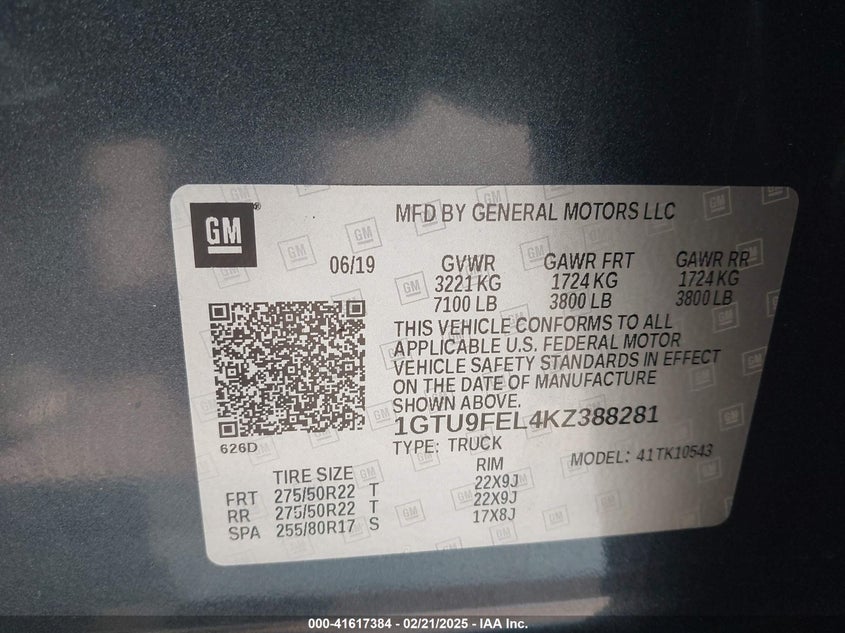 GM
MFD BY GENERAL MOTORS LLC
06/19
GVWR GAWR FRT GAWR RR
3221 KG 1724 KG 1724 KG
7100 LB 3800 LB 3800 LB
THIS VEHICLE CONFORMS TO ALL
APPLICABLE U.S. FEDERAL MOTOR
VEHICLE SAFETY STANDARDS IN EFFECT
ON THE DATE OF MANUFACTURE
SHOWN ABOVE.
1GTU9FEL4KZ388281
626D
TYPE: TRUCK
MODEL: 41TK10543
TIRE SIZE RIM
FRT 275/50R22 T 22X9J
RR 275/50R22 T 22X9J
SPA 255/80R17 S 17X8J
000-41617384 - 02/21/2025 - IAA Inc.